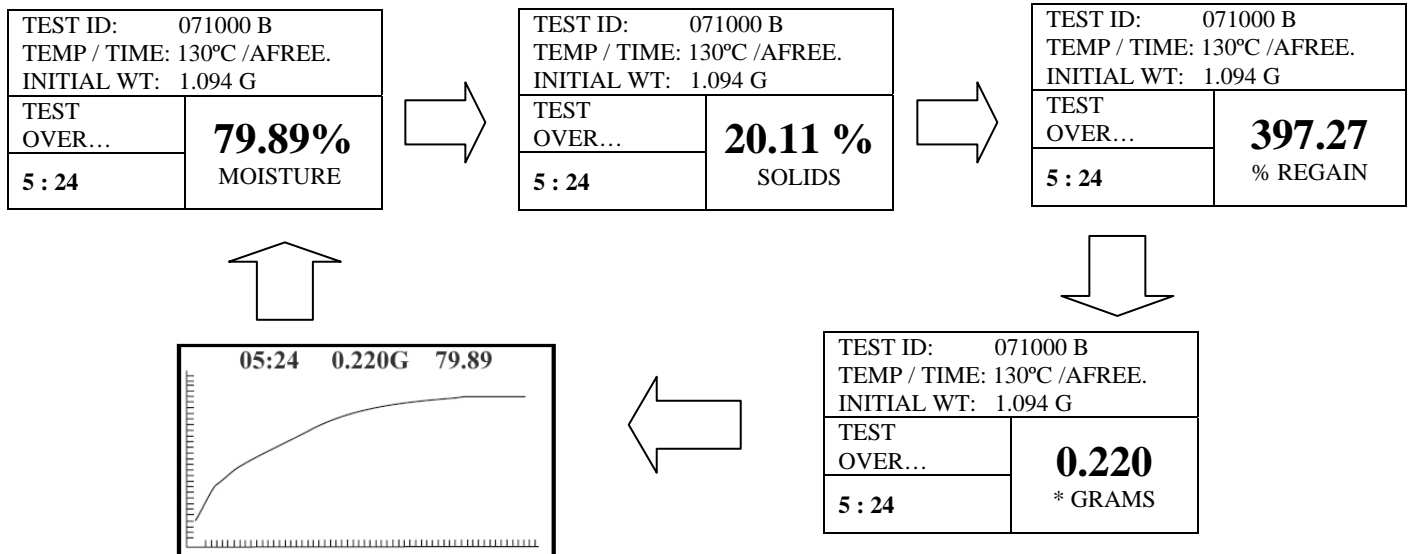 TEST ID: 071000 B
TEMP / TIME: 130ºC /AFREE.
INITIAL WT: 1.094 G
TEST
OVER…
79.89%
MOISTURE
5 : 24
TEST ID: 071000 B
TEMP / TIME: 130ºC /AFREE.
INITIAL WT: 1.094 G
TEST
OVER…
20.11 %
SOLIDS
5 : 24
TEST ID: 071000 B
TEMP / TIME: 130ºC /AFREE.
INITIAL WT: 1.094 G
TEST
OVER…
397.27
% REGAIN
5 : 24
TEST ID: 071000 B
TEMP / TIME: 130ºC /AFREE.
INITIAL WT: 1.094 G
TEST
OVER…
0.220
* GRAMS
5 : 24
05:24 0.220G 79.89